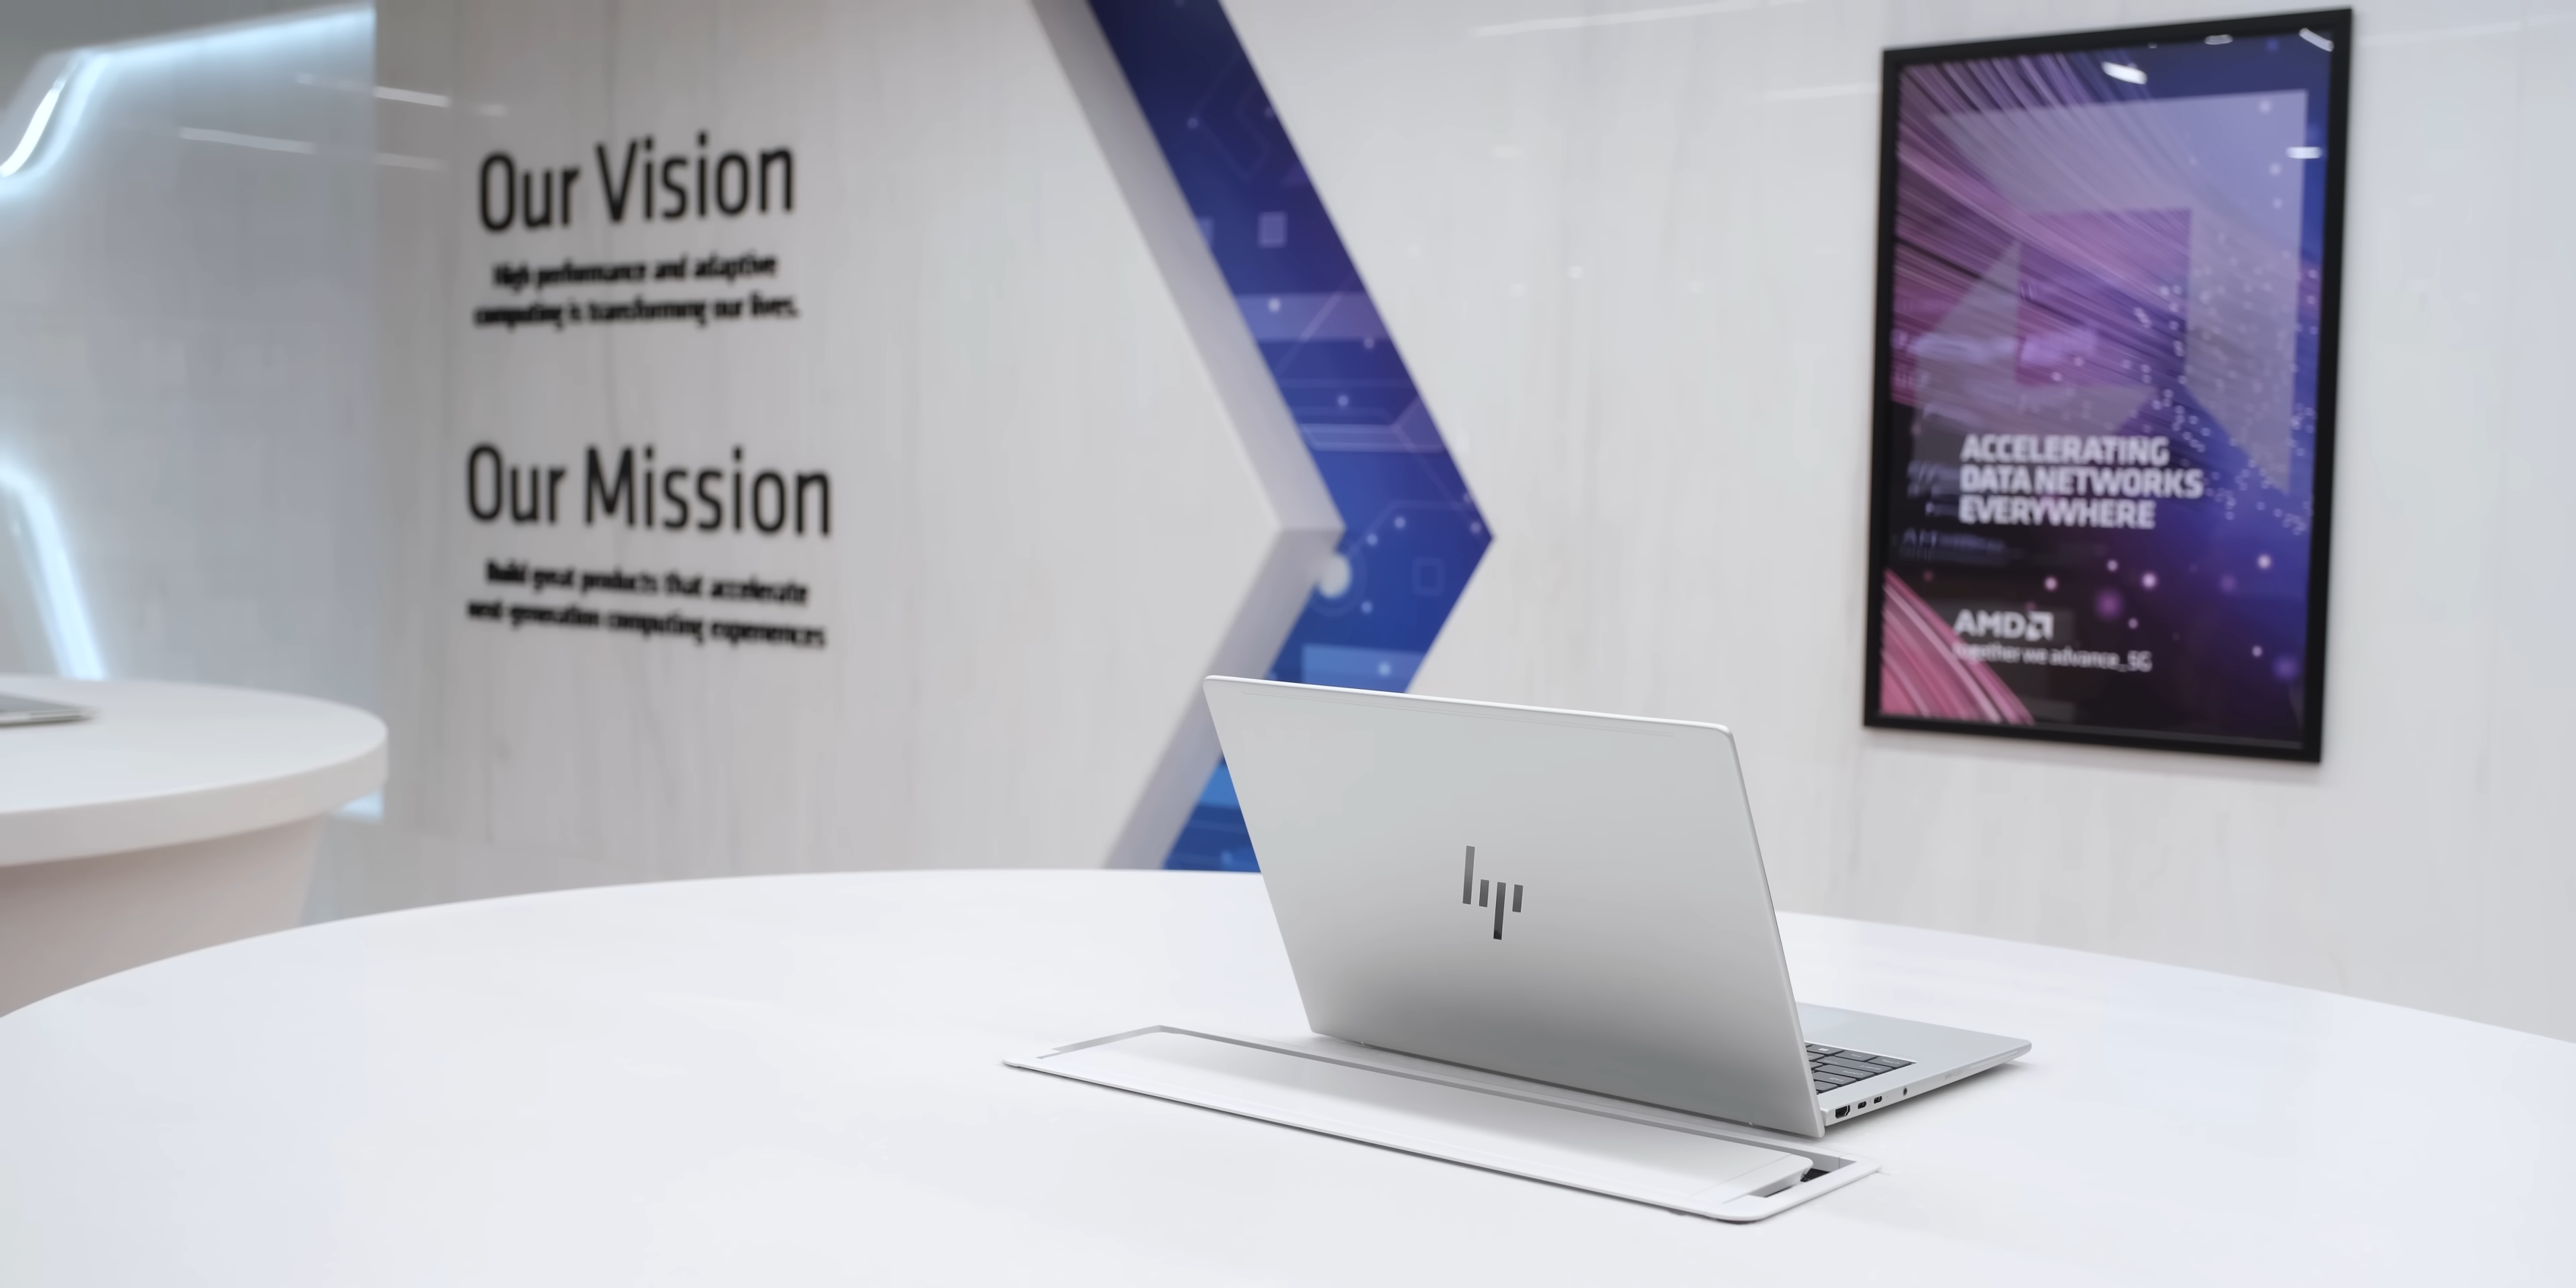 Our Vision
High performance and adaptive
computing is transforming our lives.
Our Mission
Build great products that accelerate
next-generation computing experiences
ACCELERATING
DATA NETWORKS
EVERYWHERE
AMD
together we advance_5G
hp